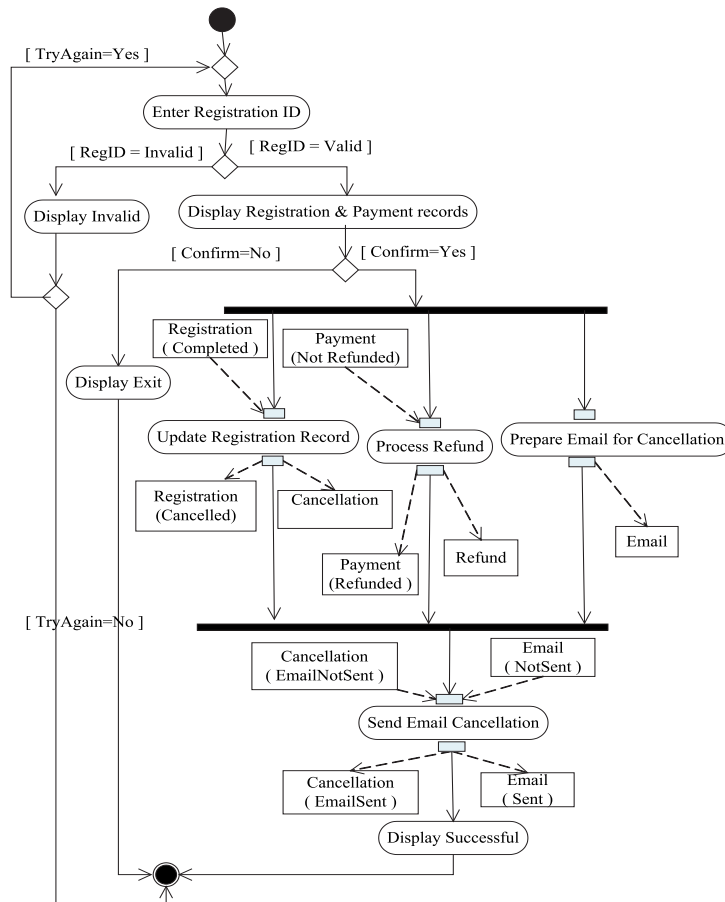 [ TryAgain=Yes ]
Enter Registration ID
[ RegID = Invalid ]
[ RegID = Valid ]
Display Invalid
Display Registration & Payment records
[ Confirm=No ]
[ Confirm=Yes ]
Registration
( Completed )
Payment
(Not Refunded)
Display Exit
Update Registration Record
Process Refund
Prepare Email for Cancellation
Registration
(Cancelled)
Cancellation
Payment
(Refunded )
Refund
Email
[ TryAgain=No ]
Cancellation
( EmailNotSent )
Email
( NotSent )
Send Email Cancellation
Cancellation
( EmailSent )
Email
( Sent )
Display Successful